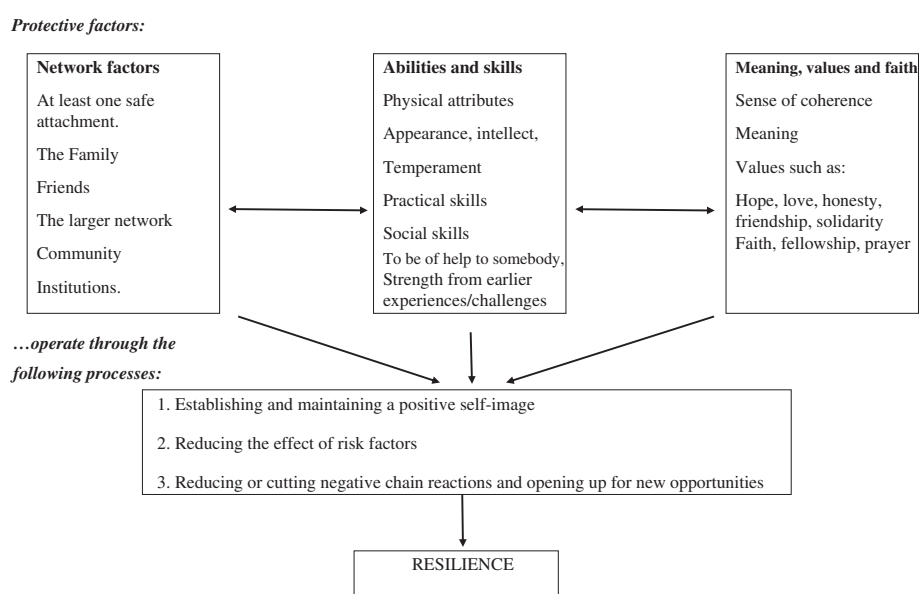 Protective factors:
Network factors
At least one safe
attachment.
The Family
Friends
The larger network
Community
Institutions.
Abilities and skills
Physical attributes
Appearance, intellect,
Temperament
Practical skills
Social skills
To be of help to somebody,
Strength from earlier
experiences/challenges
Meaning, values and faith
Sense of coherence
Meaning
Values such as:
Hope, love, honesty,
friendship, solidarity
Faith, fellowship, prayer
…operate through the
following processes:
1. Establishing and maintaining a positive self-image
2. Reducing the effect of risk factors
3. Reducing or cutting negative chain reactions and opening up for new opportunities
RESILIENCE